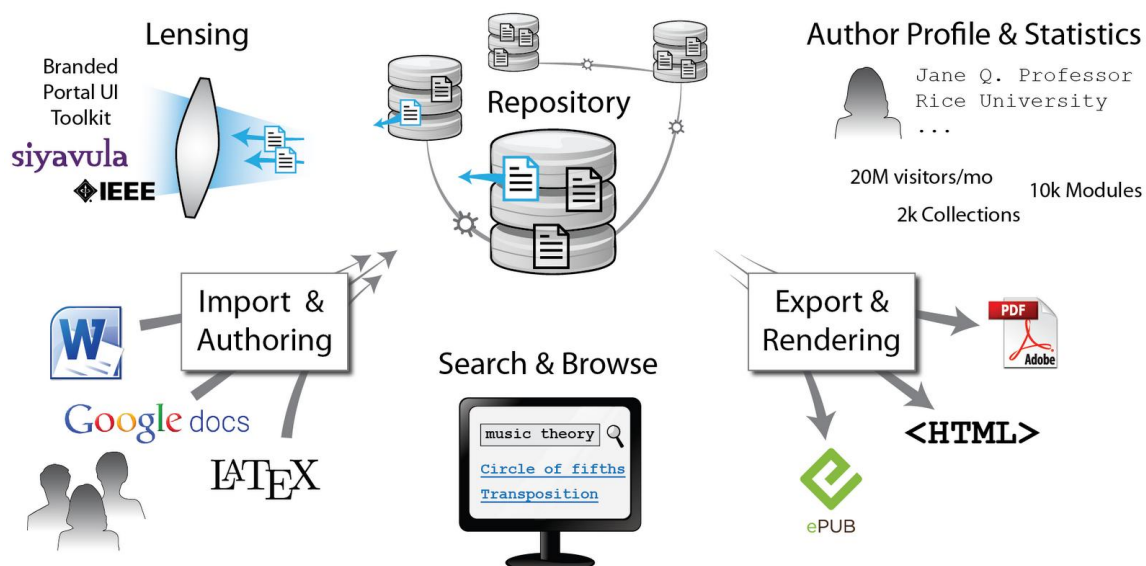 Lensing
Branded
Portal UI
Toolkit
siyavula
IEEE
Repository
Author Profile & Statistics
Jane Q. Professor
Rice University
...
20M visitors/mo
10k Modules
2k Collections
Import &
Authoring
W
Google docs
LATEX
Search & Browse
music theory
Circle of fifths
Transposition
Export &
Rendering
PDF
Adobe
<HTML>
ePUB